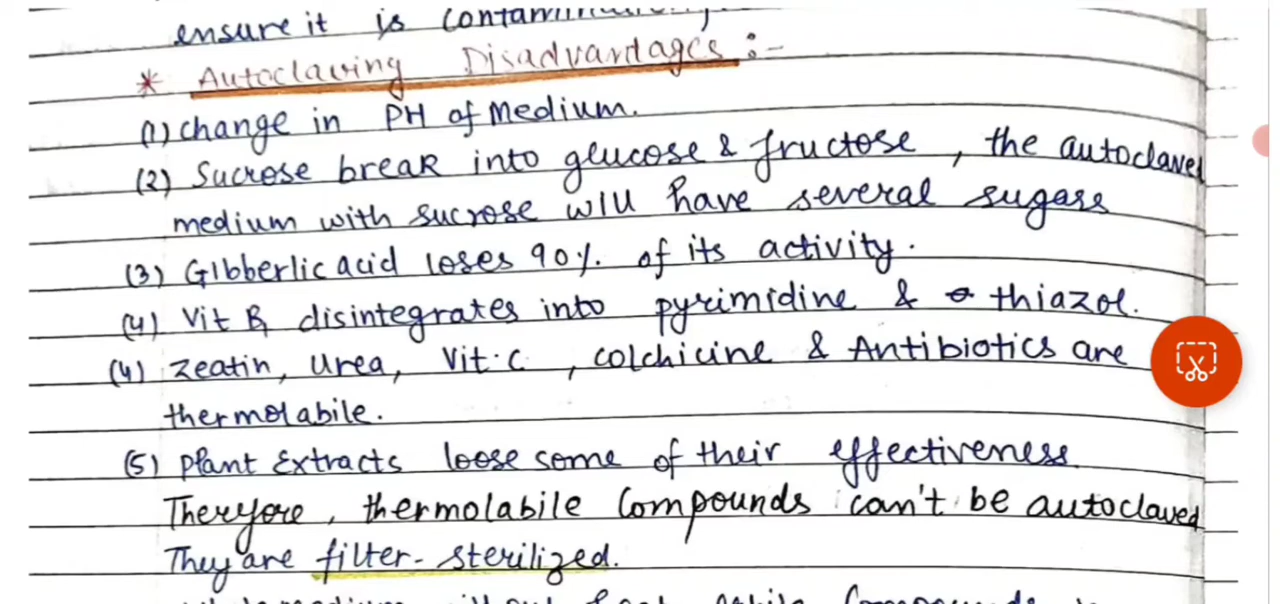 ensure it is
* Autoclaving Disadvantages :-
(1) change in PH of Medium.
(2) Sucrose break into glucose & fructose , the autoclaved
medium with sucrose will have several sugars
(3) Gibberlic acid loses 90%. of its activity.
(4) Vit B₁ disintegrates into pyrimidine & thiazol.
(4) Zeatin, Urea, Vit.C , colchicine & Antibiotics are
thermolabile.
(5) Plant Extracts loose some of their effectiveness
Therefore, thermolabile Compounds can't be autoclaved
They are filter-sterilized.